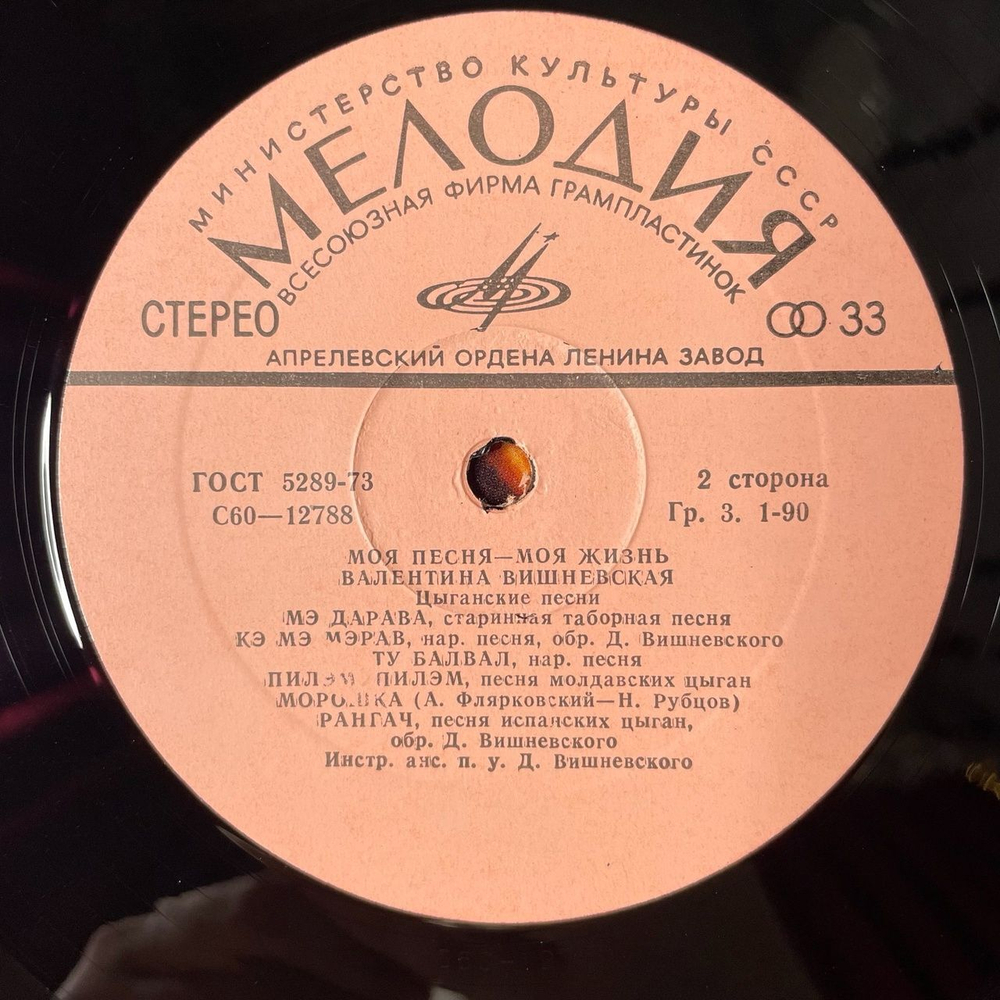 МИНИСТЕРСТВО КУЛЬТУРЫ СССР
МЕЛОДИЯ
ВСЕСОЮЗНАЯ ФИРМА ГРАМПЛАСТИНОК
СТЕРЕО
33
АПРЕЛЕВСКИЙ ОРДЕНА ЛЕНИНА ЗАВОД
ГОСТ 5289-73
2 сторона
С60—12788
Гр. 3. 1-90
МОЯ ПЕСНЯ—МОЯ ЖИЗНЬ
ВАЛЕНТИНА ВИШНЕВСКАЯ
Цыганские песни
МЭ ДАРАВА, старинная таборная песня
КЭ МЭ МЭРАВ, нар. песня, обр. Д. Вишневского
ТУ БАЛВАЛ, нар. песня
ПИЛЭМ ПИЛЭМ, песня молдавских цыган
МОРОШКА (А. Флярковский—Н. Рубцов)
РАНГАЧ, песня испанских цыган,
обр. Д. Вишневского
Инстр. анс. п. у. Д. Вишневского